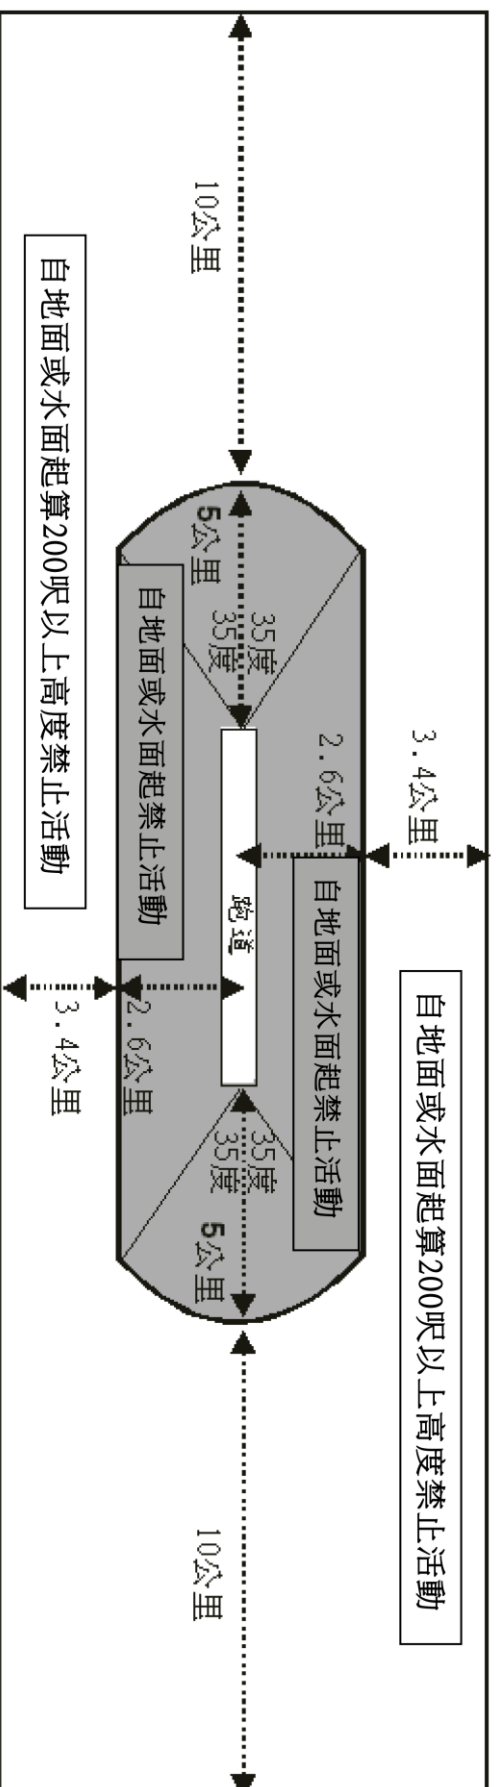 10公里
3.4公里
自地面或水面起算200呎以上高度禁止活動
5公里
35度
35度
2.6公里
自地面或水面起禁止活動
跑道
自地面或水面起禁止活動
35度
35度
5公里
2.6公里
3.4公里
自地面或水面起算200呎以上高度禁止活動
10公里